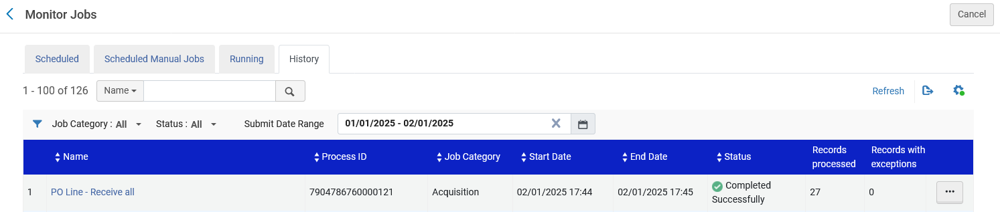 Monitor Jobs
Cancel
Scheduled
Scheduled Manual Jobs
Running
History
1 - 100 of 126
Name
Refresh
Job Category : All
Status : All
Submit Date Range
01/01/2025 - 02/01/2025
Name
Process ID
Job Category
Start Date
End Date
Status
Records processed
Records with exceptions
1
PO Line - Receive all
7904786760000121
Acquisition
02/01/2025 17:44
02/01/2025 17:45
Completed Successfully
27
0